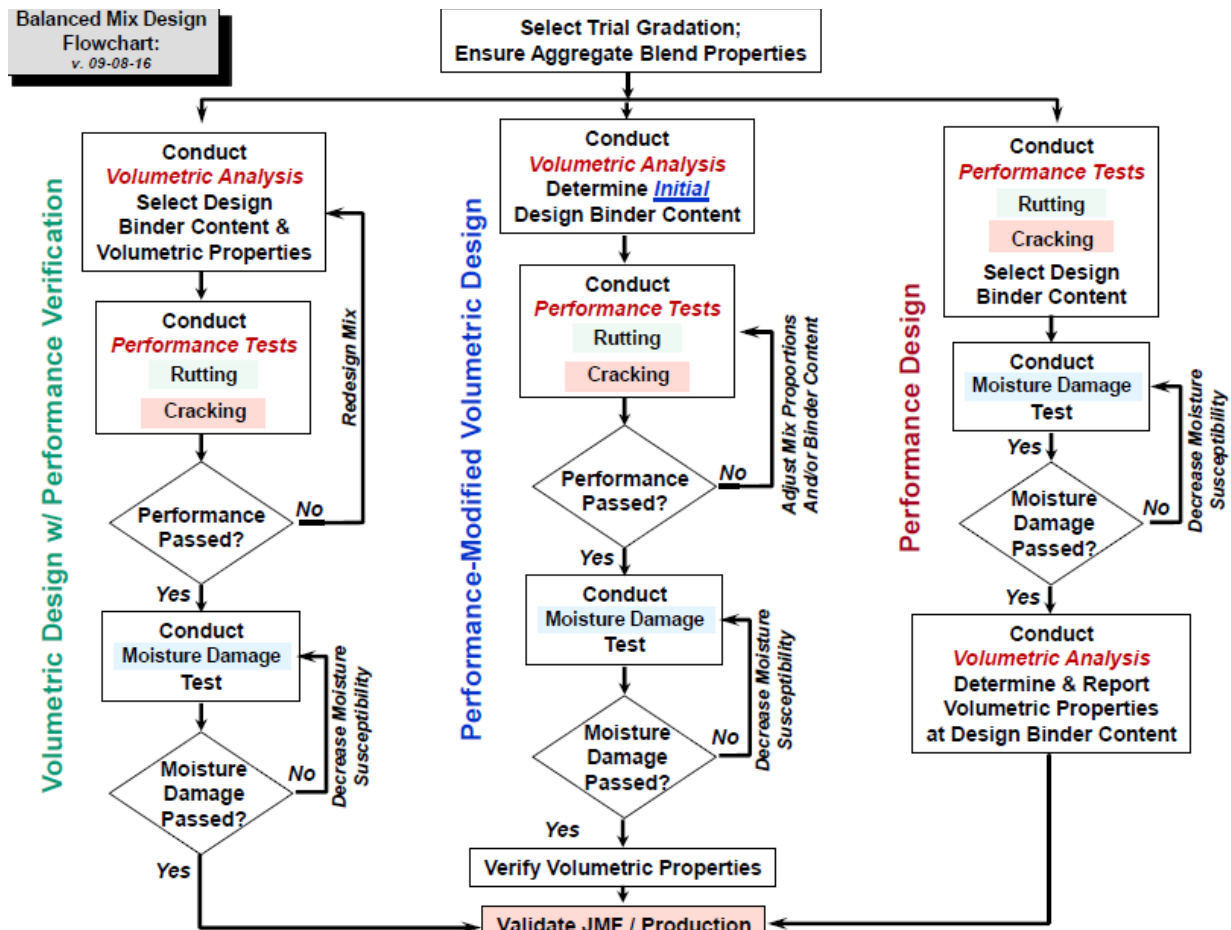 Balanced Mix Design
Flowchart:
v. 09-08-16
Select Trial Gradation;
Ensure Aggregate Blend Properties
Volumetric Design w/ Performance Verification
Conduct
Volumetric Analysis
Select Design
Binder Content &
Volumetric Properties
Conduct
Performance Tests
Rutting
Cracking
Redesign Mix
Performance
Passed?
No
Yes
Conduct
Moisture Damage
Test
Decrease Moisture
Susceptibility
Moisture
Damage
Passed?
No
Yes
Performance-Modified Volumetric Design
Conduct
Volumetric Analysis
Determine Initial
Design Binder Content
Conduct
Performance Tests
Rutting
Cracking
Adjust Mix Proportions
And/or Binder Content
Performance
Passed?
No
Yes
Conduct
Moisture Damage
Test
Decrease Moisture
Susceptibility
Moisture
Damage
Passed?
No
Yes
Verify Volumetric Properties
Performance Design
Conduct
Performance Tests
Rutting
Cracking
Select Design
Binder Content
Conduct
Moisture Damage
Test
Decrease Moisture
Susceptibility
Yes
Moisture
Damage
Passed?
No
Yes
Conduct
Volumetric Analysis
Determine & Report
Volumetric Properties
at Design Binder Content
Validate JMF / Production